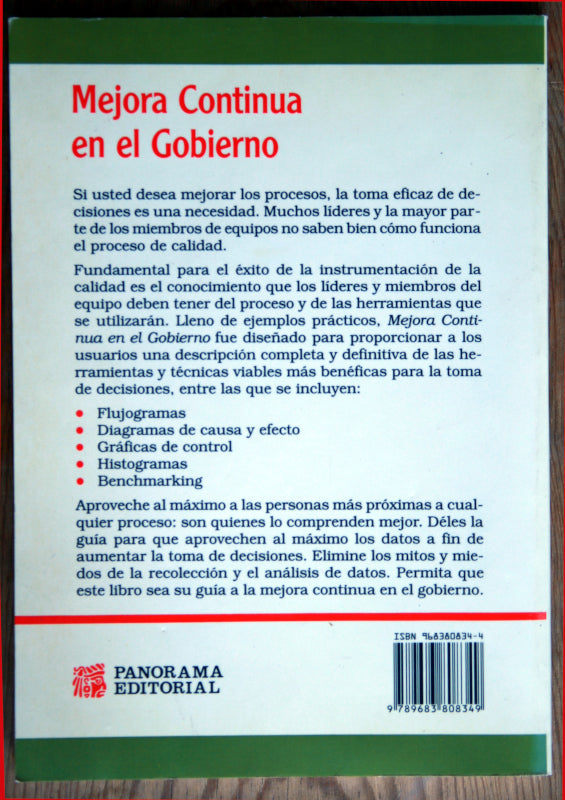 Mejora Continua
en el Gobierno
Si usted desea mejorar los procesos, la toma eficaz de de-
cisiones es una necesidad. Muchos líderes y la mayor par-
te de los miembros de equipos no saben bien cómo funciona
el proceso de calidad.
Fundamental para el éxito de la instrumentación de la
calidad es el conocimiento que los líderes y miembros del
equipo deben tener del proceso y de las herramientas que
se utilizarán. Lleno de ejemplos prácticos, Mejora Conti-
nua en el Gobierno fue diseñado para proporcionar a los
usuarios una descripción completa y definitiva de las he-
rramientas y técnicas viables más benéficas para la toma
de decisiones, entre las que se incluyen:
• Flujogramas
• Diagramas de causa y efecto
• Gráficas de control
• Histogramas
• Benchmarking
Aproveche al máximo a las personas más próximas a cual-
quier proceso: son quienes lo comprenden mejor. Déles la
guía para que aprovechen al máximo los datos a fin de
aumentar la toma de decisiones. Elimine los mitos y mie-
dos de la recolección y el análisis de datos. Permita que
este libro sea su guía a la mejora continua en el gobierno.
ISBN 968380834-4
PANORAMA
EDITORIAL
9 789683 808349